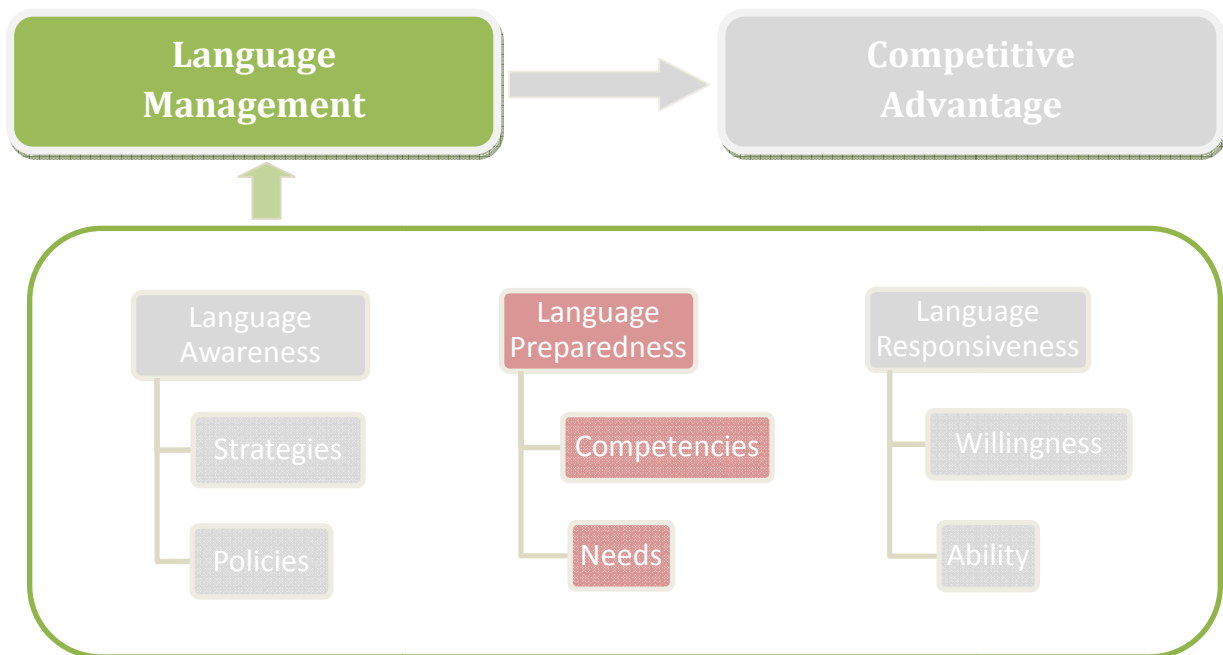 Language
Management
Competitive
Advantage
Language
Awareness
Strategies
Policies
Language
Preparedness
Competencies
Needs
Language
Responsiveness
Willingness
Ability